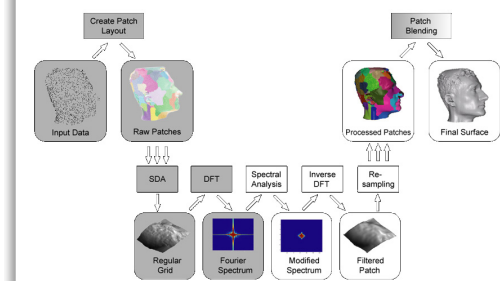 Create Patch
Layout
Patch
Blending
Input Data
Raw Patches
Processed Patches
Final Surface
SDA
DFT
Spectral
Analysis
Inverse
DFT
Re-
sampling
Regular
Grid
Fourier
Spectrum
Modified
Spectrum
Filtered
Patch